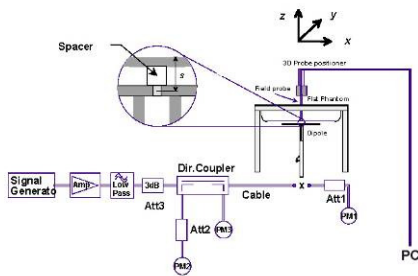 z
y
x
Spacer
s
3D Probe positioner
Field probe
Flat Phantom
Dipole
Dir.Coupler
Signal
Generato
Amp
Low
Pass
3dB
Cable
x
Att1
Att3
Att2
PM3
PM1
PM2
PC